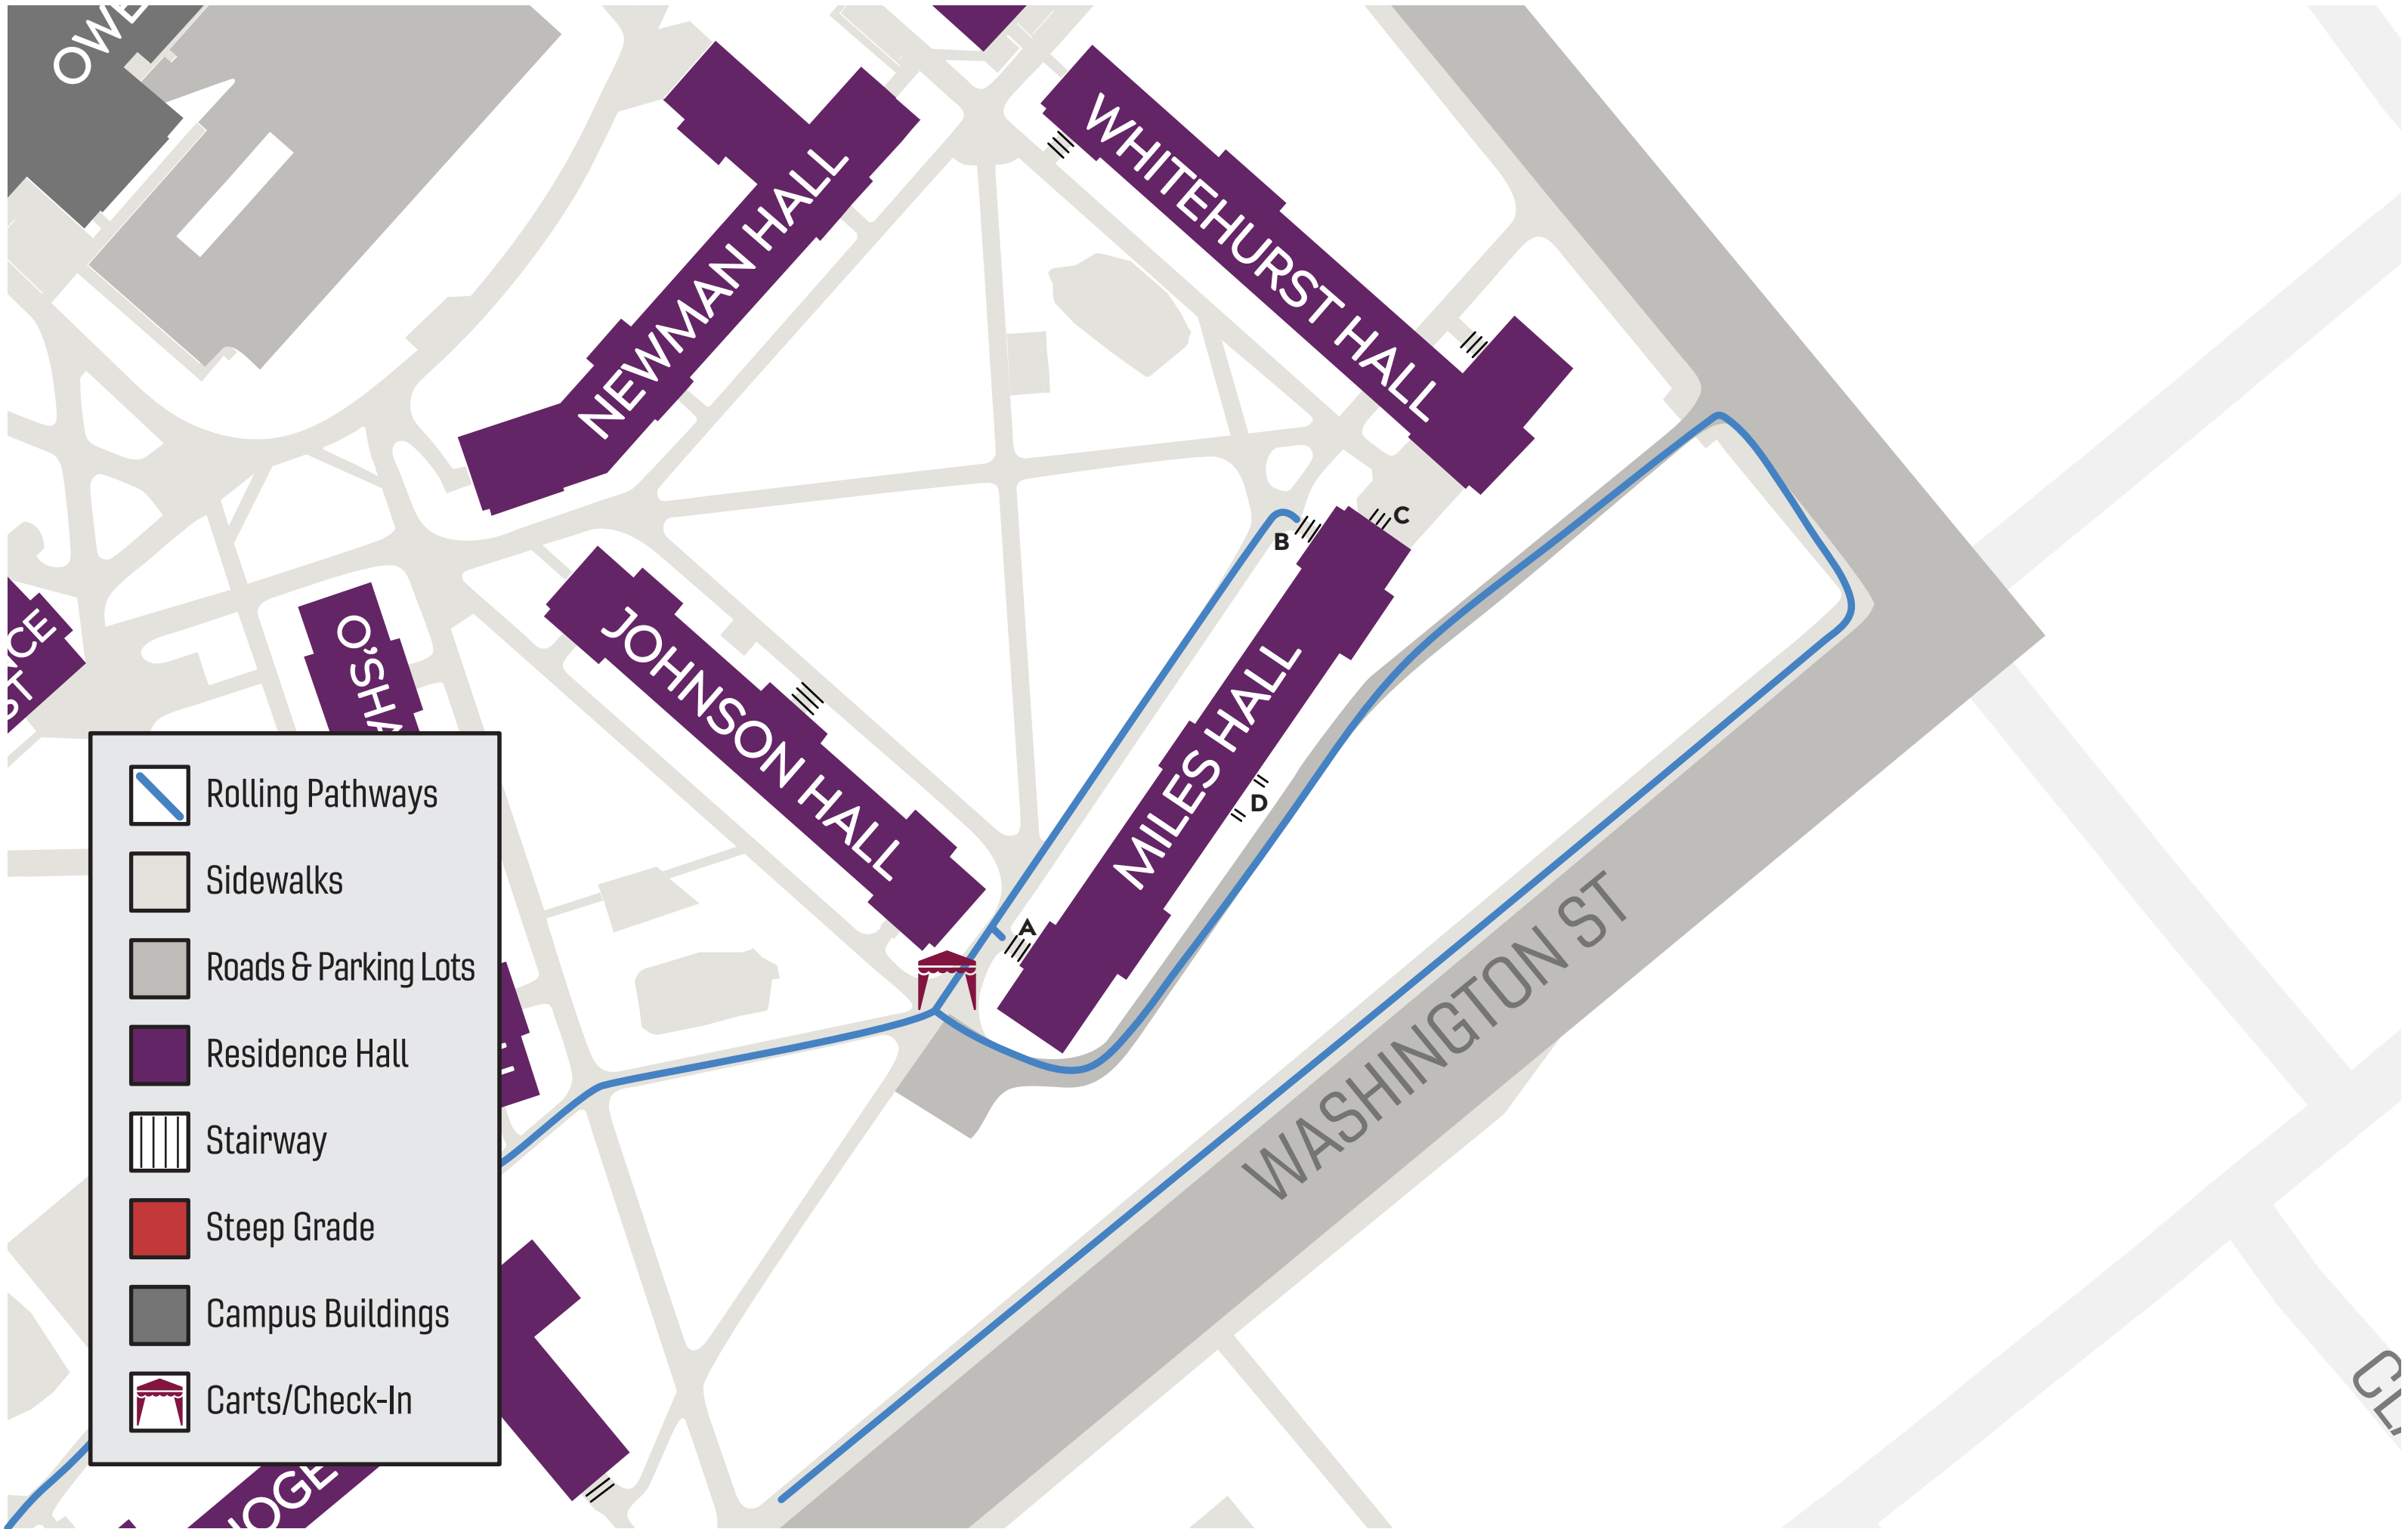 WHITEHURST HALL
NEWMAN HALL
C
B
JOHNSON HALL
MILES HALL
D
A
WASHINGTON ST
Rolling Pathways
Sidewalks
Roads & Parking Lots
Residence Hall
Stairway
Steep Grade
Campus Buildings
Carts/Check-In